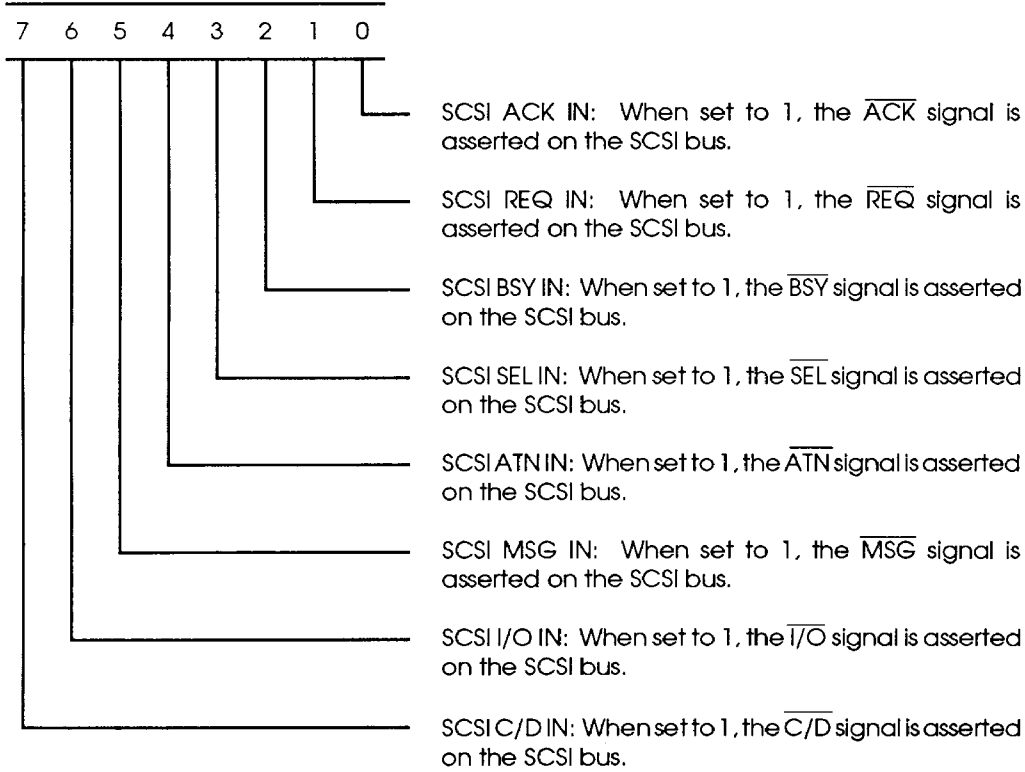 7 6 5 4 3 2 1 0
SCSI ACK IN: When set to 1, the A̅C̅K̅ signal is
asserted on the SCSI bus.
SCSI REQ IN: When set to 1, the R̅E̅Q̅ signal is
asserted on the SCSI bus.
SCSI BSY IN: When set to 1, the B̅S̅Y̅ signal is asserted
on the SCSI bus.
SCSI SEL IN: When set to 1, the S̅E̅L̅ signal is asserted
on the SCSI bus.
SCSI ATN IN: When set to 1, the A̅T̅N̅ signal is asserted
on the SCSI bus.
SCSI MSG IN: When set to 1, the M̅S̅G̅ signal is
asserted on the SCSI bus.
SCSI I/O IN: When set to 1, the I̅/̅O̅ signal is asserted
on the SCSI bus.
SCSI C/D IN: When set to 1, the C̅/̅D̅ signal is asserted
on the SCSI bus.